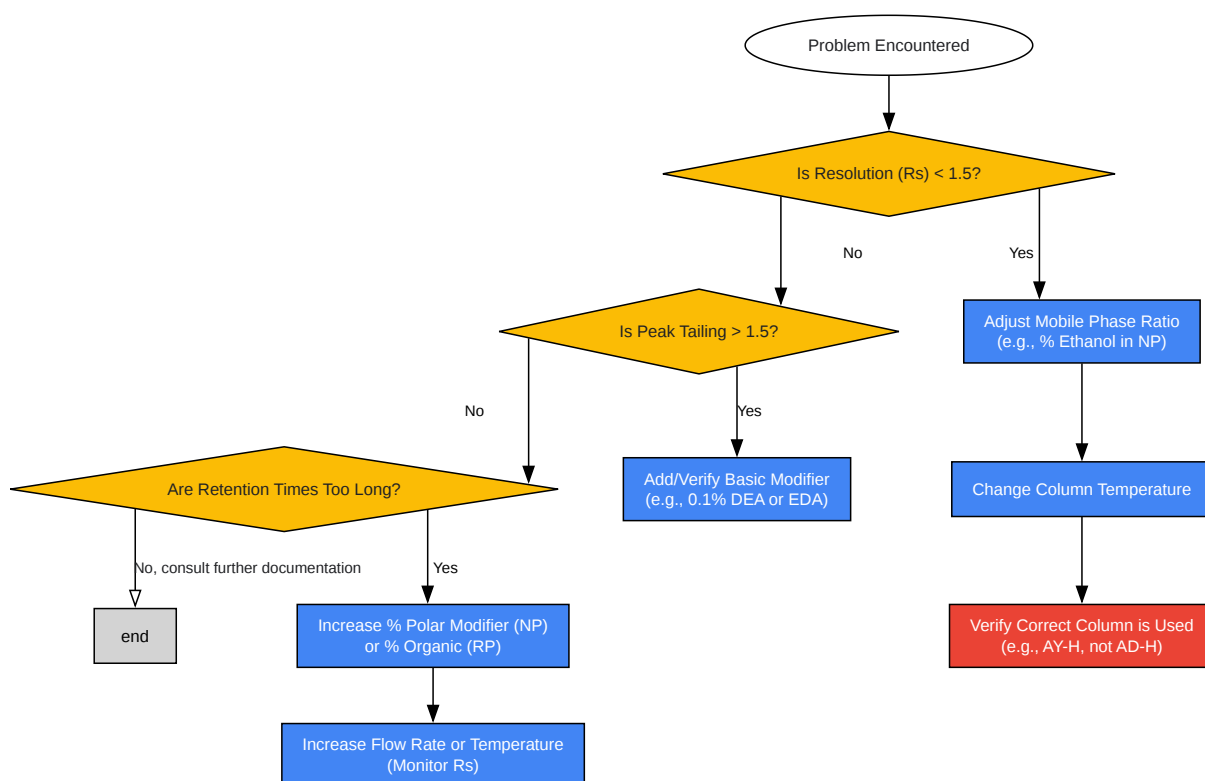 Problem Encountered
Is Resolution (Rs) < 1.5?
No
Yes
Is Peak Tailing > 1.5?
Adjust Mobile Phase Ratio
(e.g., % Ethanol in NP)
No
Yes
Are Retention Times Too Long?
Add/Verify Basic Modifier
(e.g., 0.1% DEA or EDA)
Change Column Temperature
No, consult further documentation
Yes
end
Increase % Polar Modifier (NP)
or % Organic (RP)
Verify Correct Column is Used
(e.g., AY-H, not AD-H)
Increase Flow Rate or Temperature
(Monitor Rs)